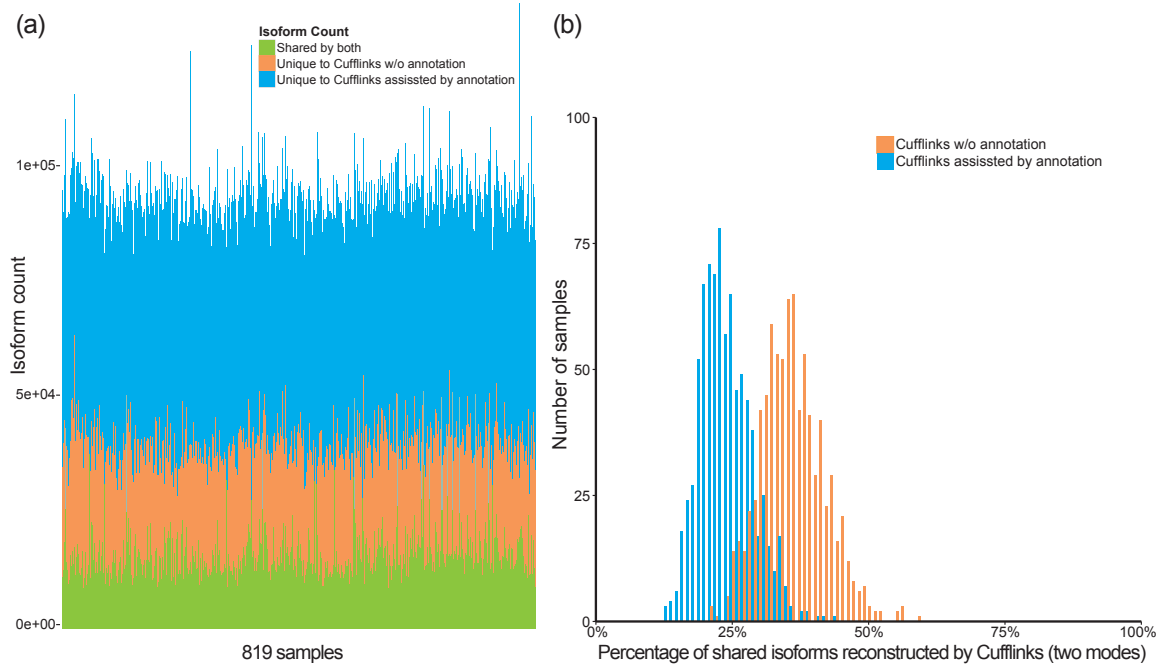 (a)
Isoform Count
Shared by both
Unique to Cufflinks w/o annotation
Unique to Cufflinks assissted by annotation
1e+05
5e+04
0e+00
Isoform count
819 samples
(b)
Cufflinks w/o annotation
Cufflinks assissted by annotation
100
75
50
25
0
Number of samples
0%
25%
50%
75%
100%
Percentage of shared isoforms reconstructed by Cufflinks (two modes)